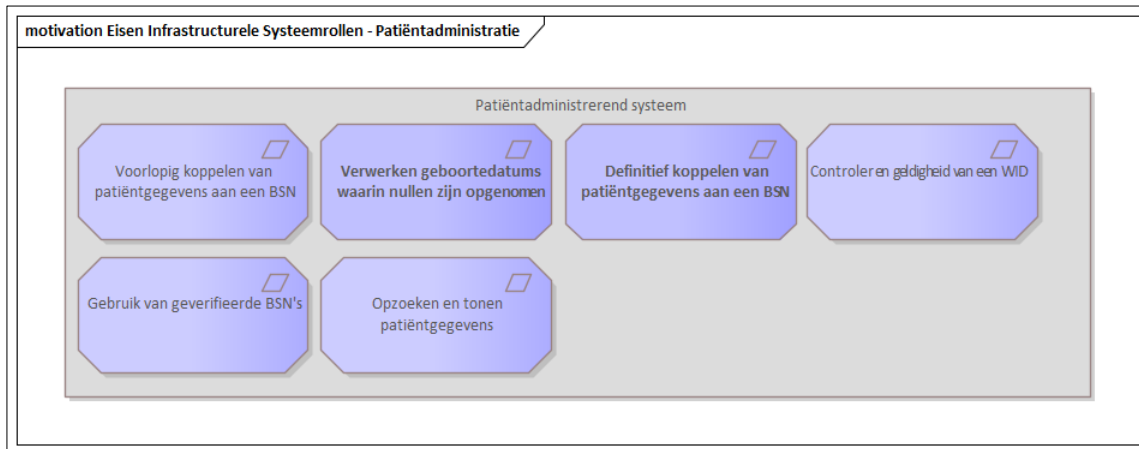 motivation Eisen Infrastructurele Systeemrollen - Patiëntadministratie
Patiëntadministrerend systeem
Voorlopig koppelen van
patiëntgegevens aan een BSN
Verwerken geboortedatums
waarin nullen zijn opgenomen
Definitief koppelen van
patiëntgegevens aan een BSN
Controleren geldigheid van een WID
Gebruik van geverifieerde BSN's
Opzoeken en tonen
patiëntgegevens